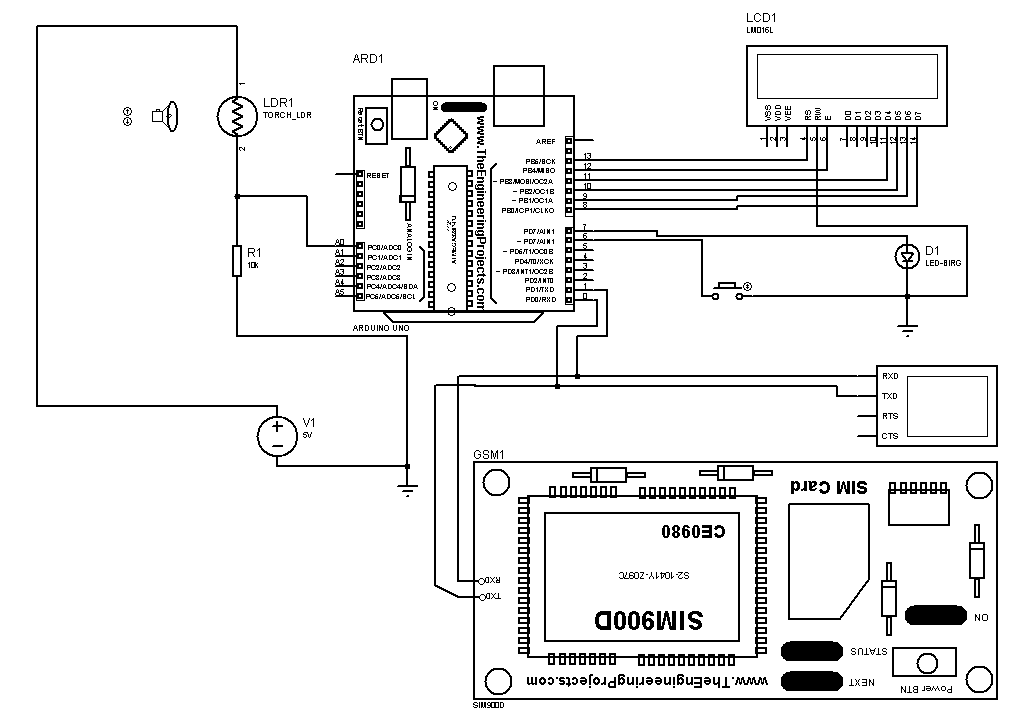 LCD1
LM016L
VSS
VDD
VEE
RS
RW
E
D0
D1
D2
D3
D4
D5
D6
D7
1
2
3
4
5
6
7
8
9
10
11
12
13
14
ARD1
ON
Reset BTN
www.TheEngineeringProjects.com
LDR1
TORCH_LDR
1
2
RESET
AREF
PB5/SCK
13
PB4/MISO
12
~ PB3/MOSI/OC2A
11
~ PB2/OC1B
10
~ PB1/OC1A
9
PB0/ICP1/CLKO
8
PD7/AIN1
7
~ PD7/AIN1
6
~ PD5/T1/OC0B
5
PD4/T0/XCK
4
~ PD3/INT1/OC2B
3
PD2/INT0
2
PD1/TXD
1
PD0/RXD
0
ANALOG IN
A0
PC0/ADC0
A1
PC1/ADC1
A2
PC2/ADC2
A3
PC3/ADC3
A4
PC4/ADC4/SDA
A5
PC5/ADC5/SCL
ARDUINO UNO
R1
10k
D1
LED-BIRG
V1
5V
RXD
TXD
RTS
CTS
GSM1
SIM Card
CE0980
S2-1041Y-Z097C
SIM900D
RXD
TXD
ON
STATUS
NEXT
Power BTN
www.TheEngineeringProjects.com
SIM900D